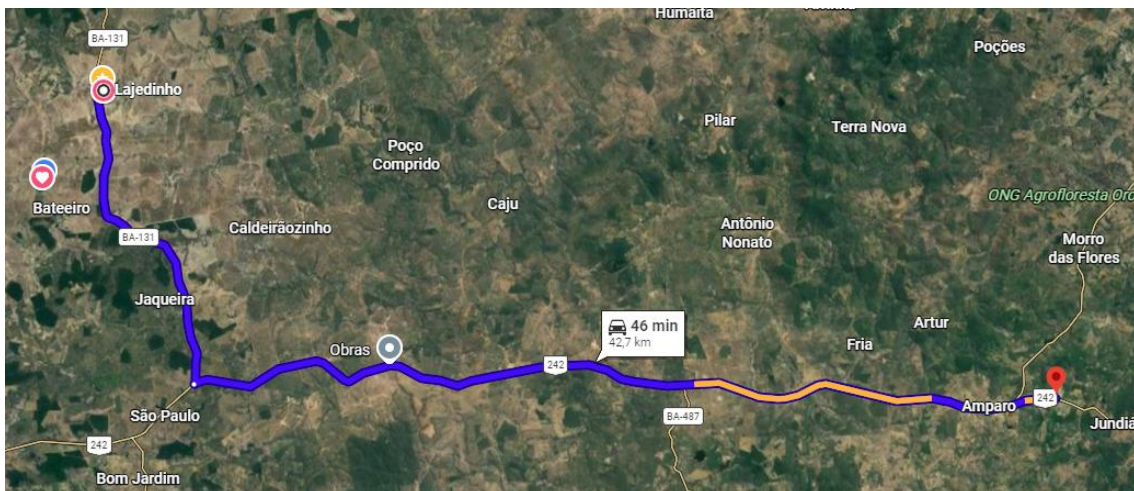 Humaita
BA-131
Poções
Lajedinho
Pilar
Terra Nova
Poço
Comprido
ONG Agrofloresta Oro
Bateeiro
Caju
Caldeirãozinho
Antônio
Nonato
BA-131
Morro
das Flores
Jaqueira
46 min
42,7 km
Artur
Obras
Fria
242
São Paulo
BA-487
Amparo
242
Jundiá
242
Bom Jardim